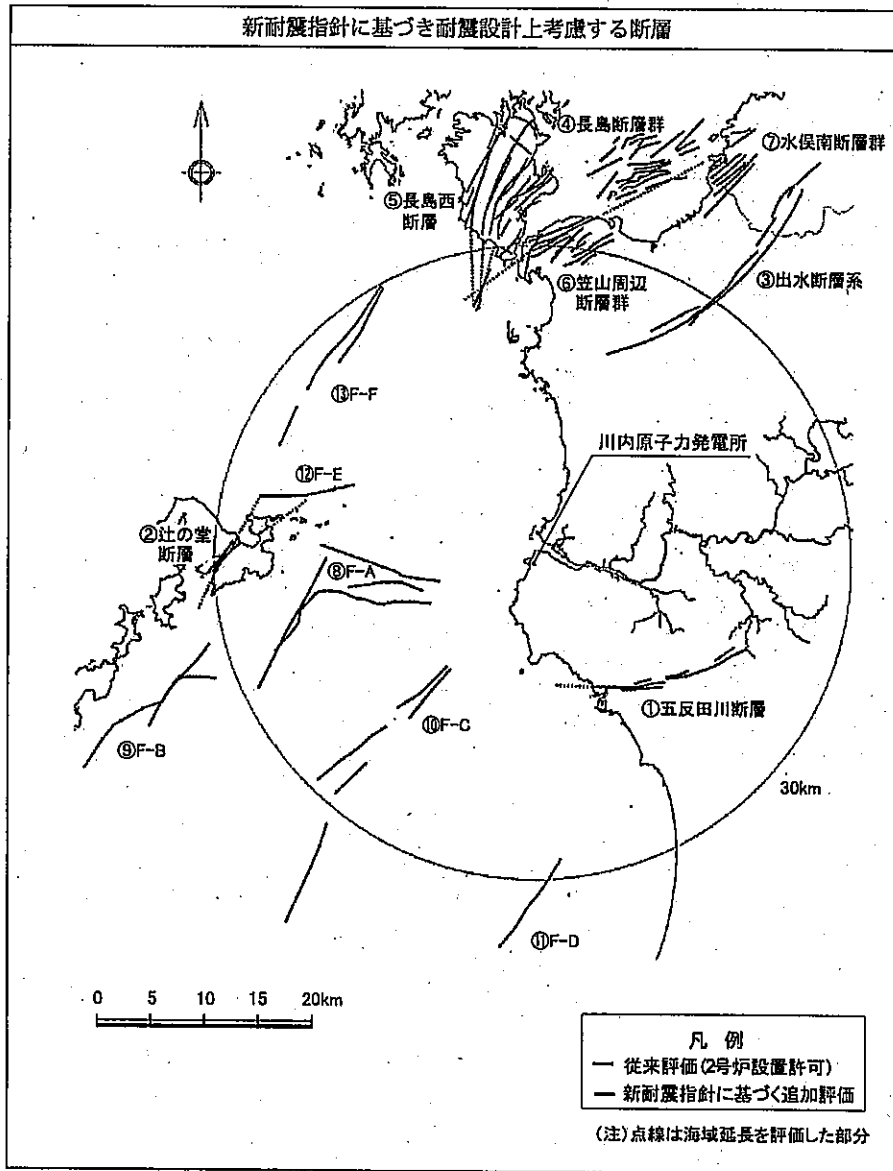 新耐震指針に基づき耐震設計上考慮する断層
④長島断層群
⑦水俣南断層群
⑤長島西
断層
③出水断層系
⑥笠山周辺
断層群
⑬F-F
川内原子力発電所
⑫F-E
②辻の堂
断層
⑧F-A
①五反田川断層
⑩F-C
⑨F-B
30km
⑪F-D
0 5 10 15 20km
凡 例
従来評価(2号炉設置許可)
新耐震指針に基づく追加評価
(注)点線は海域延長を評価した部分